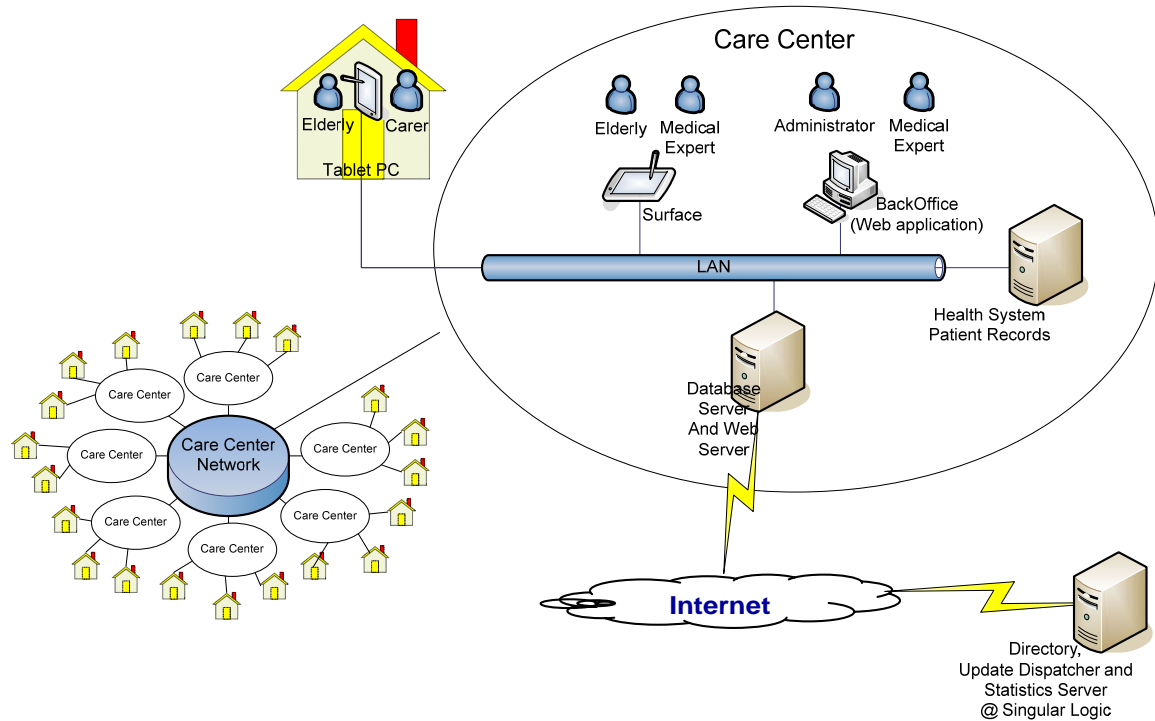 Care Center
Elderly
Carer
Tablet PC
Elderly
Medical
Expert
Administrator
Medical
Expert
Surface
BackOffice
(Web application)
LAN
Health System
Patient Records
Database
Server
And Web
Server
Care Center
Care Center
Care Center
Care Center
Care Center
Care Center
Care Center
Care Center
Network
Internet
Directory,
Update Dispatcher and
Statistics Server
@ Singular Logic